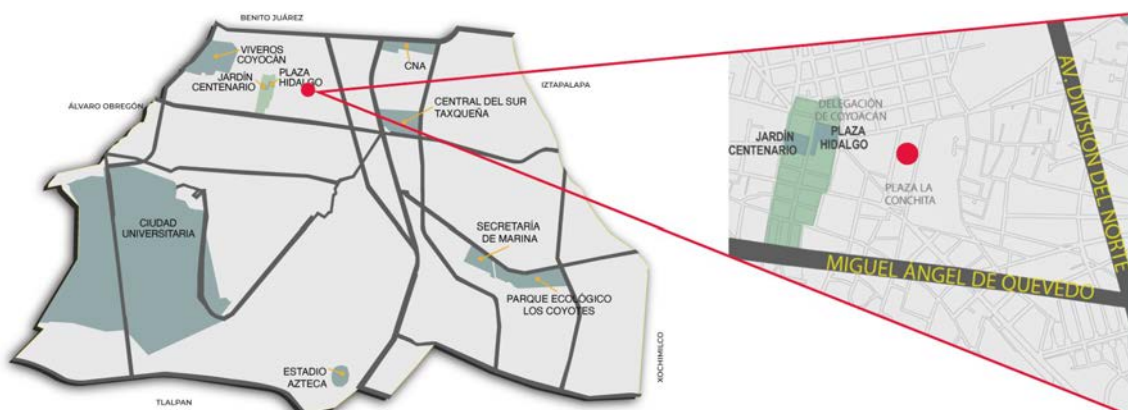 BENITO JUÁREZ
VIVEROS
COYOCÁN
CNA
JARDÍN
CENTENARIO
PLAZA
HIDALGO
IZTAPALAPA
ÁLVARO OBREGÓN
CENTRAL DEL SUR
TAXQUEÑA
CIUDAD
UNIVERSITARIA
SECRETARÍA
DE MARINA
PARQUE ECOLÓGICO
LOS COYOTES
ESTADIO
AZTECA
XOCHIMILCO
TLALPAN
DELEGACIÓN
DE COYOACÁN
JARDÍN
CENTENARIO
PLAZA
HIDALGO
PLAZA LA
CONCHITA
AV. DIVISIÓN DEL NORTE
MIGUEL ÁNGEL DE QUEVEDO